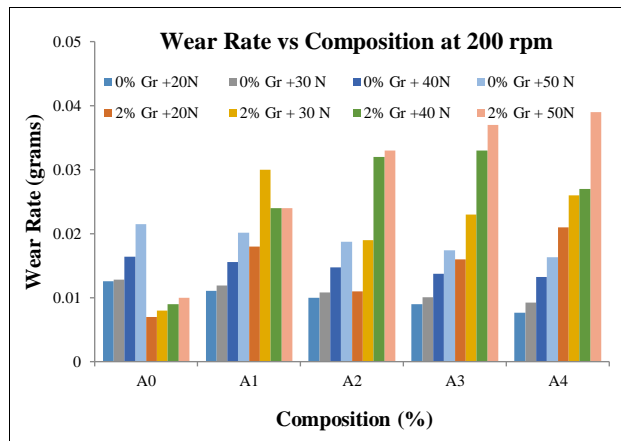 Wear Rate vs Composition at 200 rpm
0% Gr +20N 0% Gr +30 N 0% Gr + 40N 0% Gr +50 N
2% Gr +20N 2% Gr + 30 N 2% Gr +40 N 2% Gr + 50N
0.05
0.04
0.03
0.02
0.01
0
Wear Rate (grams)
A0 A1 A2 A3 A4
Composition (%)